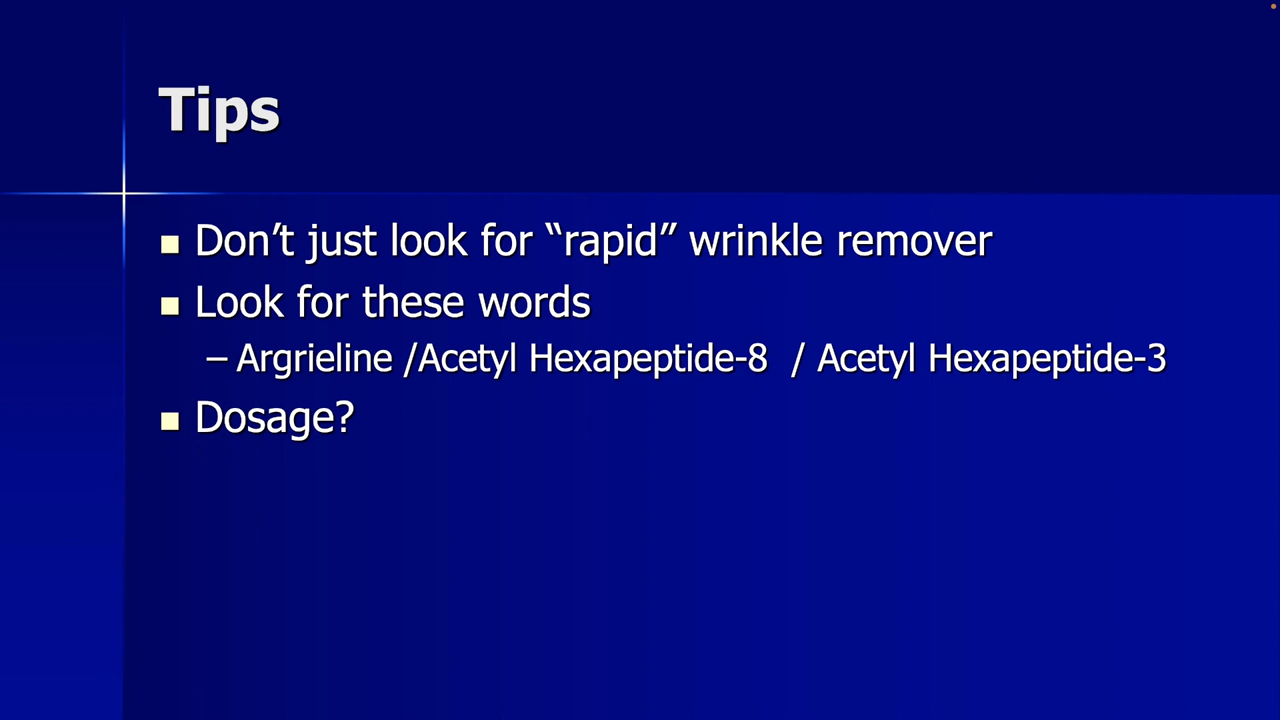 Tips
Don’t just look for “rapid” wrinkle remover
Look for these words
– Argrieline /Acetyl Hexapeptide-8 / Acetyl Hexapeptide-3
Dosage?